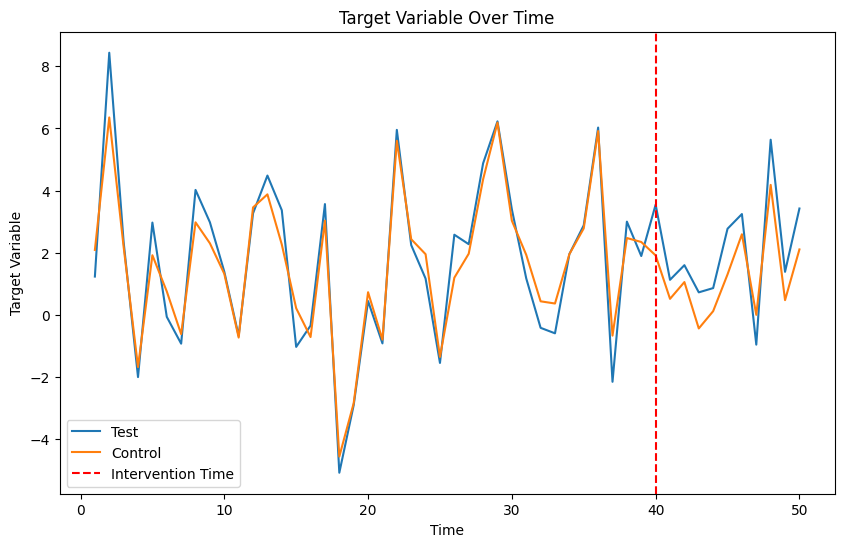 Target Variable Over Time
Target Variable
8
6
4
2
0
−2
−4
Test
Control
Intervention Time
0
10
20
30
40
50
Time